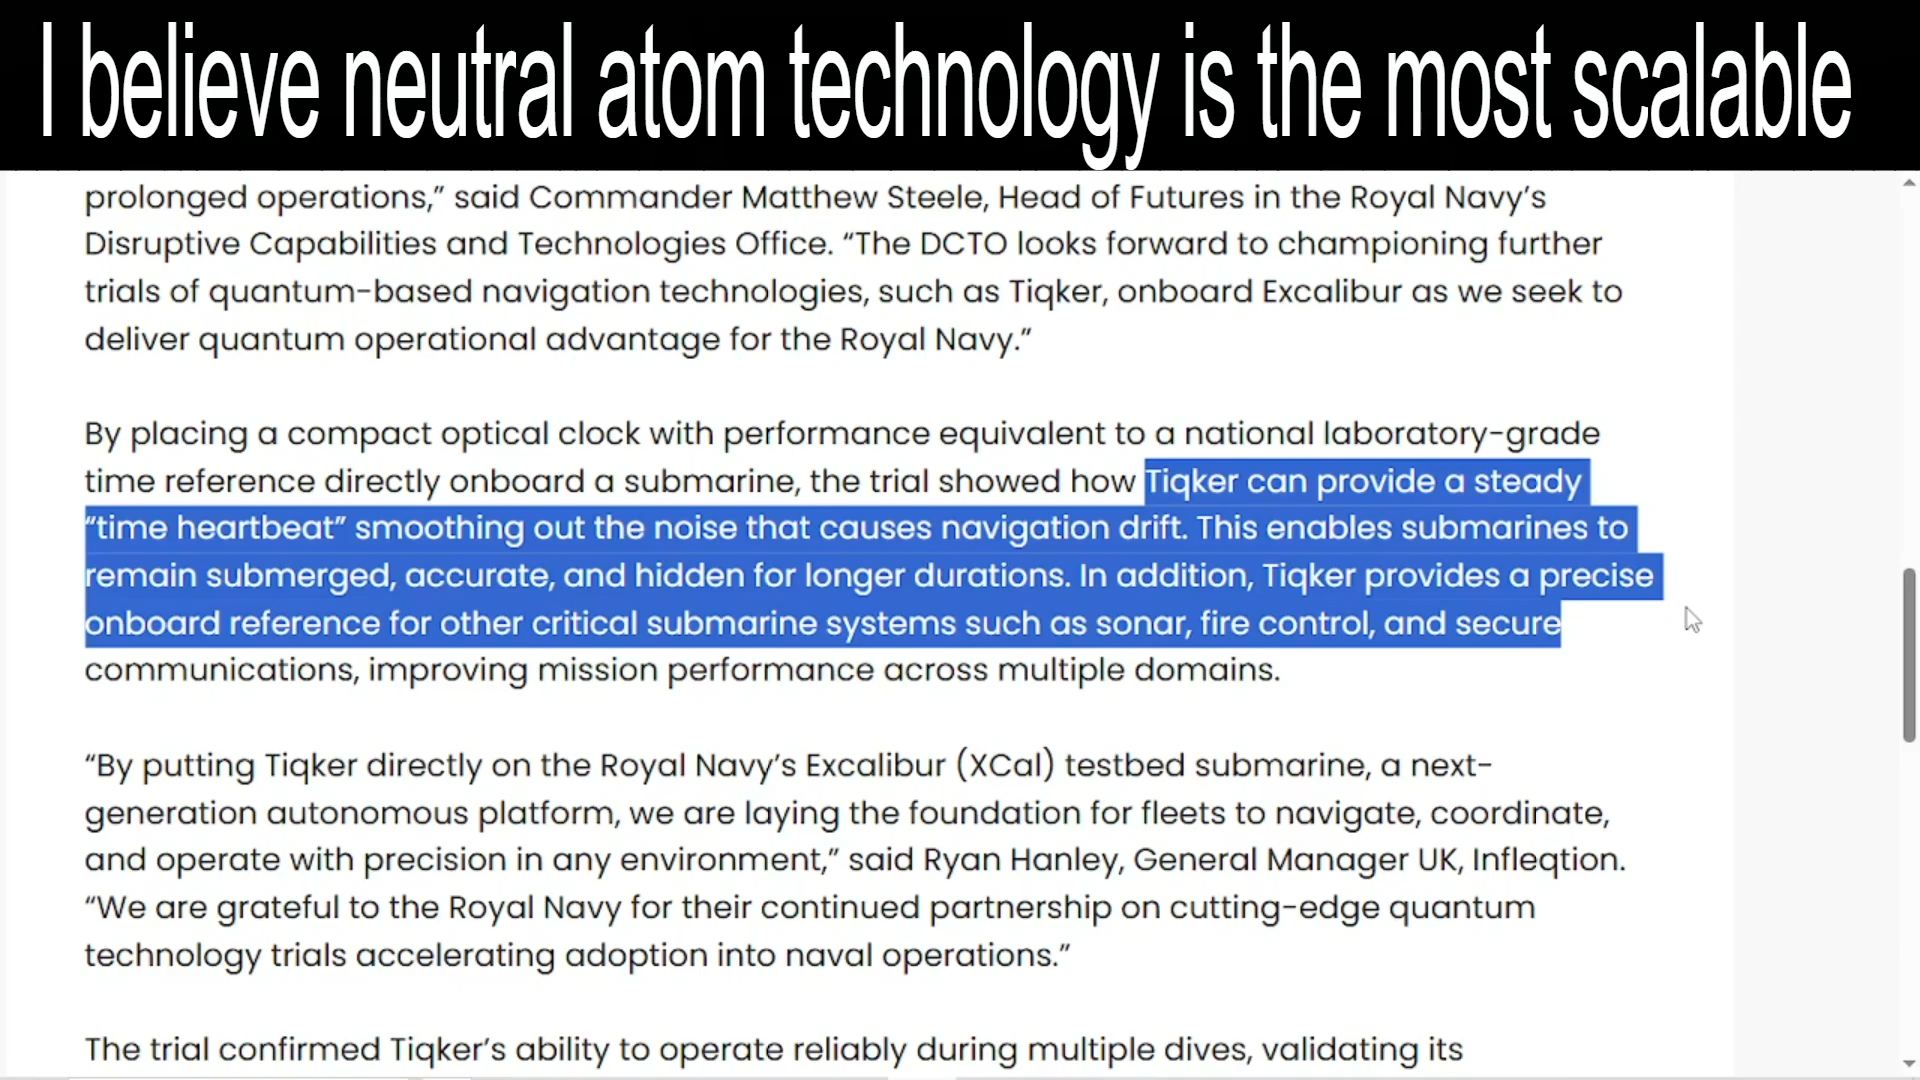 I believe neutral atom technology is the most scalable
prolonged operations,” said Commander Matthew Steele, Head of Futures in the Royal Navy’s
Disruptive Capabilities and Technologies Office. “The DCTO looks forward to championing further
trials of quantum-based navigation technologies, such as Tiqker, onboard Excalibur as we seek to
deliver quantum operational advantage for the Royal Navy.”
By placing a compact optical clock with performance equivalent to a national laboratory-grade
time reference directly onboard a submarine, the trial showed how Tiqker can provide a steady
“time heartbeat” smoothing out the noise that causes navigation drift. This enables submarines to
remain submerged, accurate, and hidden for longer durations. In addition, Tiqker provides a precise
onboard reference for other critical submarine systems such as sonar, fire control, and secure
communications, improving mission performance across multiple domains.
“By putting Tiqker directly on the Royal Navy’s Excalibur (XCal) testbed submarine, a next-
generation autonomous platform, we are laying the foundation for fleets to navigate, coordinate,
and operate with precision in any environment,” said Ryan Hanley, General Manager UK, Infleqtion.
“We are grateful to the Royal Navy for their continued partnership on cutting-edge quantum
technology trials accelerating adoption into naval operations.”
The trial confirmed Tiqker’s ability to operate reliably during multiple dives, validating its